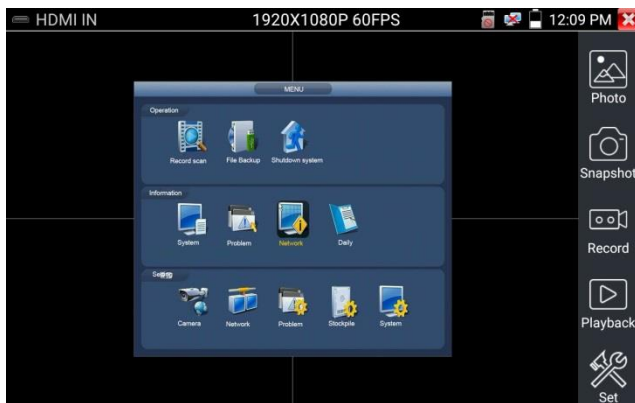 HDMI IN 1920X1080P 60FPS 12:09 PM
MENU
Operation
Record scan File Backup Shutdown system
Information
System Problem Network Daily
Camera Network Problem Stockpile System
Photo
Snapshot
Record
Playback
Set